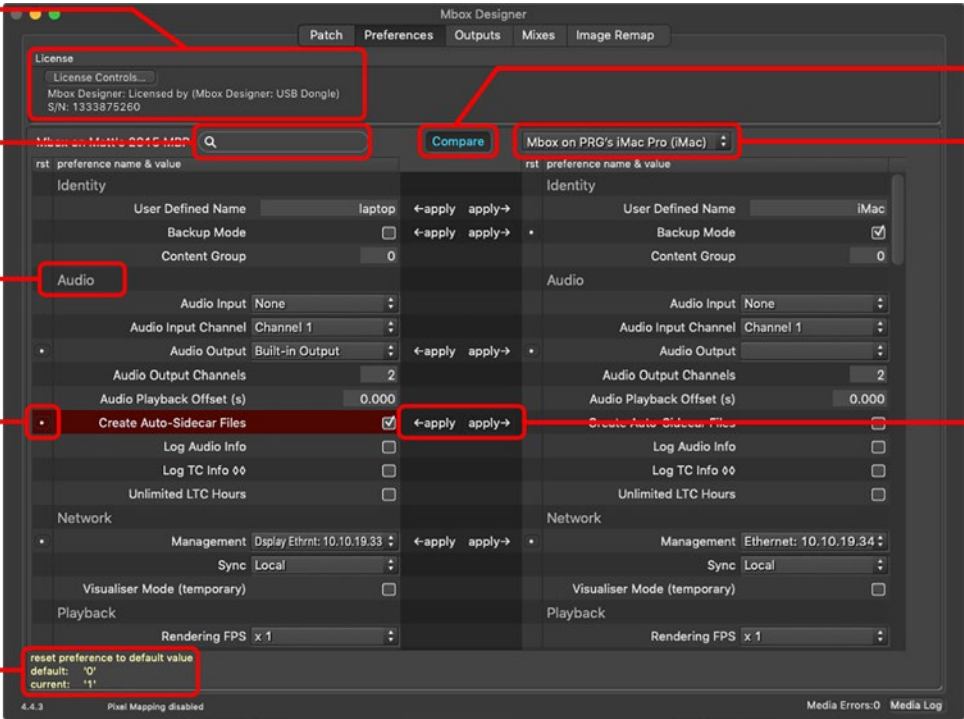 Mbox Designer
Patch Preferences Outputs Mixes Image Remap
License
License Controls...
Mbox Designer: Licensed by (Mbox Designer: USB Dongle)
S/N: 1333875260
Mbox on Matt's 2015 MBP Compare Mbox on PRG's iMac Pro (iMac)
rst preference name & value rst preference name & value
Identity Identity
User Defined Name laptop ←apply apply→ User Defined Name iMac
Backup Mode ←apply apply→ Backup Mode
Content Group 0 Content Group 0
Audio Audio
Audio Input None Audio Input None
Audio Input Channel Channel 1 Audio Input Channel Channel 1
Audio Output Built-in Output ←apply apply→ Audio Output
Audio Output Channels 2 Audio Output Channels 2
Audio Playback Offset (s) 0.000 Audio Playback Offset (s) 0.000
Create Auto-Sidecar Files ←apply apply→ Create Auto-Sidecar Files
Log Audio Info Log Audio Info
Log TC Info ◊◊ Log TC Info ◊◊
Unlimited LTC Hours Unlimited LTC Hours
Network Network
Management Dsplay Ethrnt: 10.10.19.33 ←apply apply→ Management Ethernet: 10.10.19.34
Sync Local Sync Local
Visualiser Mode (temporary) Visualiser Mode (temporary)
Playback Playback
Rendering FPS x 1 Rendering FPS x 1
reset preference to default value
default: '0'
current: '1'
4.4.3 Pixel Mapping disabled Media Errors:0 Media Log